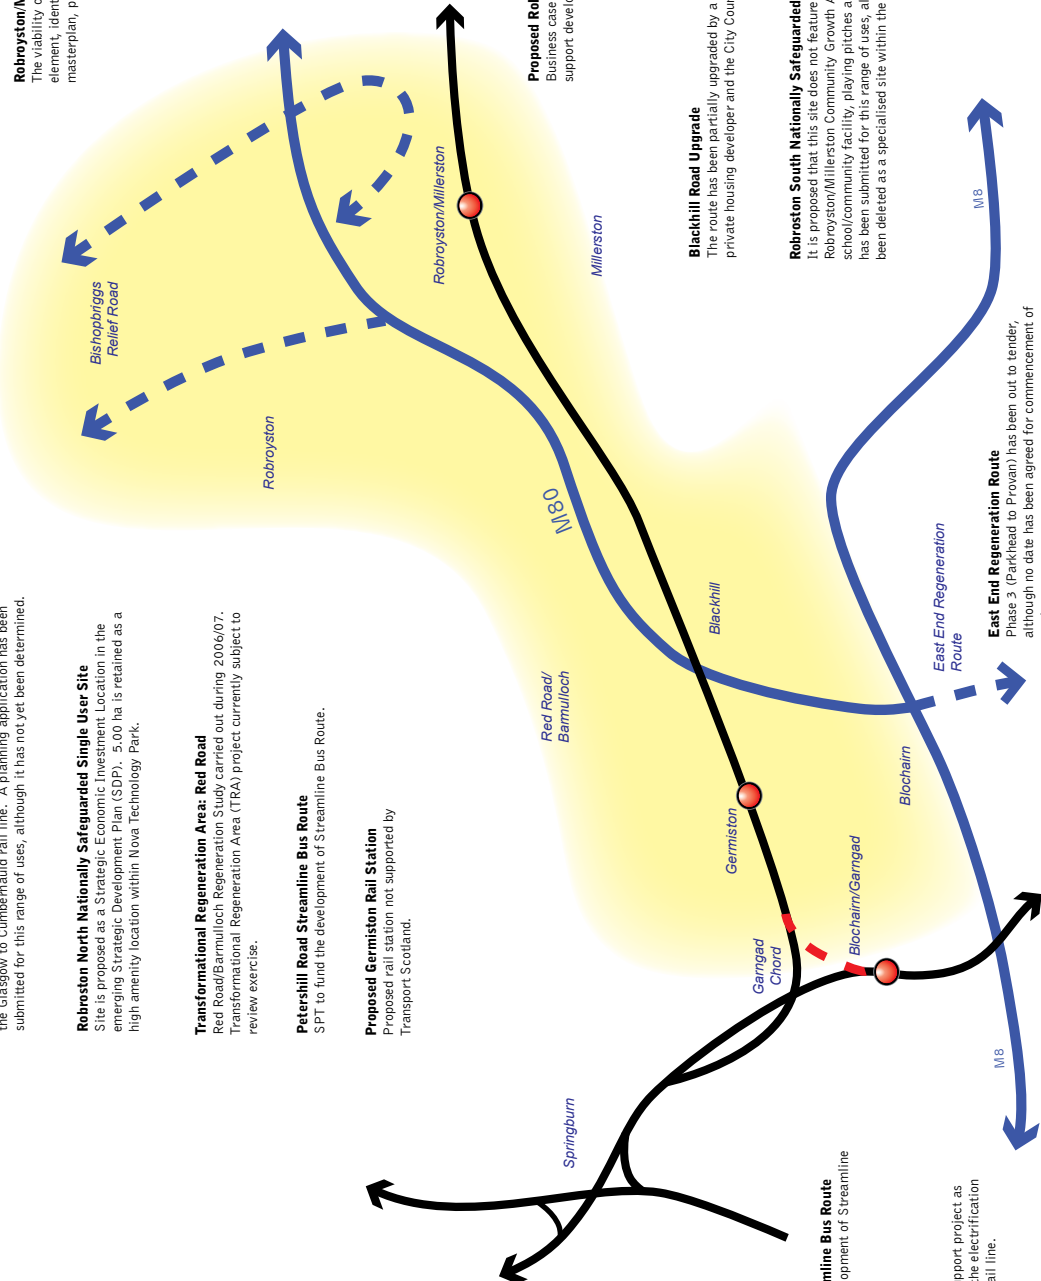 the Glasgow to Cumbernauld rail line. A planning application has been
submitted for this range of uses, although it has not yet been determined.
Robroston North Nationally Safeguarded Single User Site
Site is proposed as a Strategic Economic Investment Location in the
emerging Strategic Development Plan (SDP). 5.00 ha is retained as a
high amenity location within Nova Technology Park.
Transformational Regeneration Area: Red Road
Red Road/Barmulloch Regeneration Study carried out during 2006/07.
Transformational Regeneration Area (TRA) project currently subject to
review exercise.
Petershill Road Streamline Bus Route
SPT to fund the development of Streamline Bus Route.
Proposed Germiston Rail Station
Proposed rail station not supported by
Transport Scotland.
Robroyston/M
The viability o
element, ident
masterplan, p
Bishopbriggs
Relief Road
Robroyston
Robroyston/Millerston
Proposed Rob
Business case
support develo
M80
Millerston
Red Road/
Barmulloch
Springburn
Blackhill Road Upgrade
The route has been partially upgraded by a
private housing developer and the City Coun
Blackhill
Germiston
Garngad
Chord
Robroston South Nationally Safeguarded
It is proposed that this site does not feature
Robroyston/Millerston Community Growth A
school/community facility, playing pitches a
has been submitted for this range of uses, al
been deleted as a specialised site within the
mline Bus Route
opment of Streamline
Blochairn/Garngad
Blochairn
East End Regeneration
Route
M8
M8
East End Regeneration Route
Phase 3 (Parkhead to Provan) has been out to tender,
although no date has been agreed for commencement of
pport project as
the electrification
ail line.